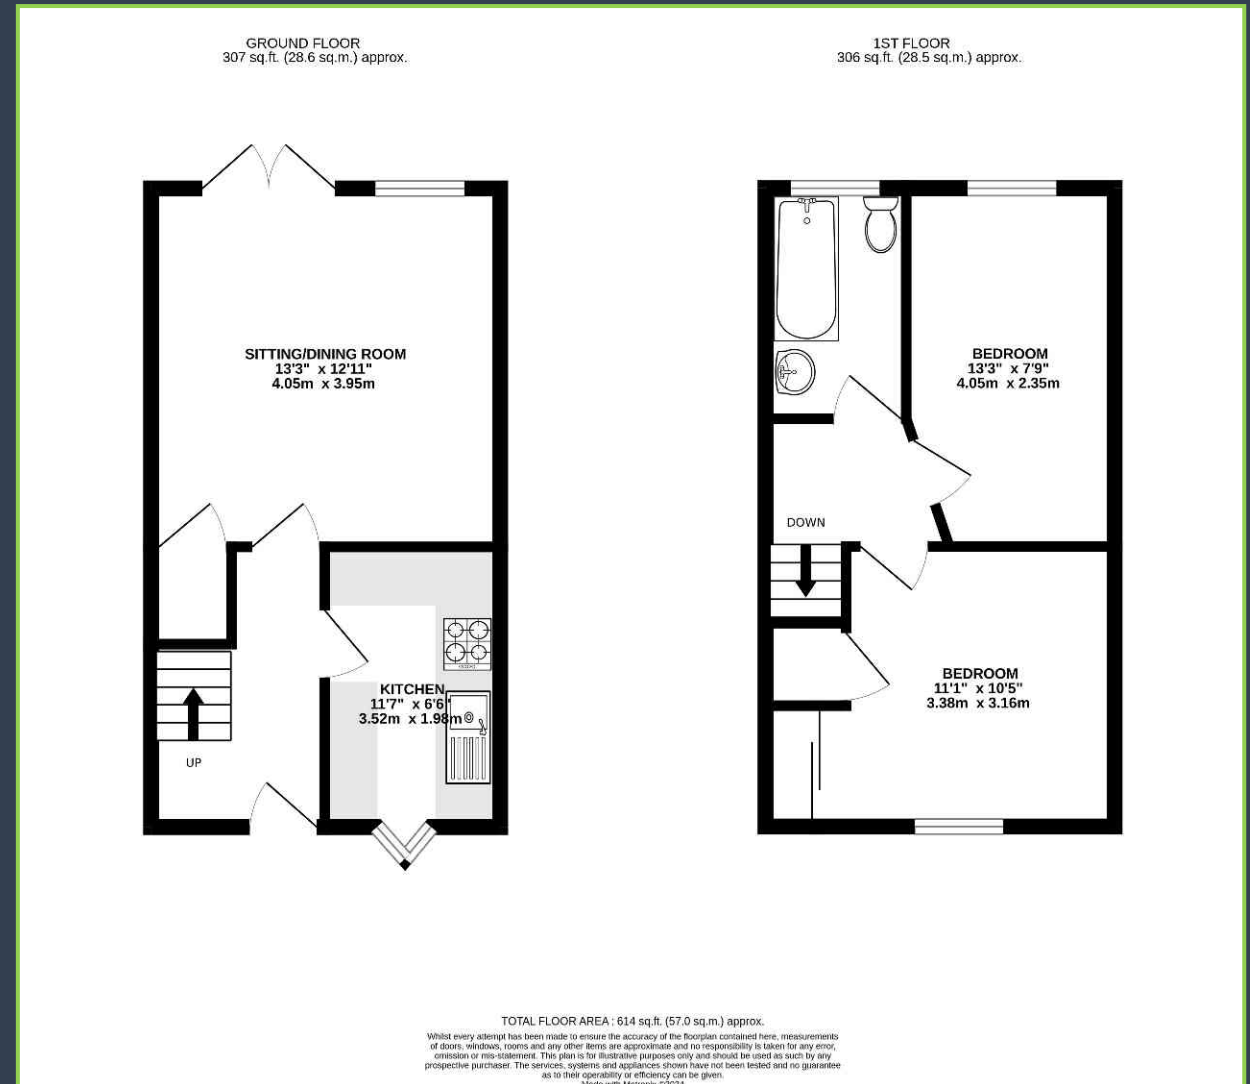 GROUND FLOOR
307 sq.ft. (28.6 sq.m.) approx.
1ST FLOOR
306 sq.ft. (28.5 sq.m.) approx.
SITTING/DINING ROOM
13'3" x 12'11"
4.05m x 3.95m
BEDROOM
13'3" x 7'9"
4.05m x 2.35m
DOWN
KITCHEN
11'7" x 6'6"
3.52m x 1.98m
UP
BEDROOM
11'1" x 10'5"
3.38m x 3.16m
TOTAL FLOOR AREA : 614 sq.ft. (57.0 sq.m.) approx.
Whilst every attempt has been made to ensure the accuracy of the floorplan contained here, measurements
of doors, windows, rooms and any other items are approximate and no responsibility is taken for any error,
omission or mis-statement. This plan is for illustrative purposes only and should be used as such by any
prospective purchaser. The services, systems and appliances shown have not been tested and no guarantee
as to their operability or efficiency can be given.
Made with Metropix ©2024